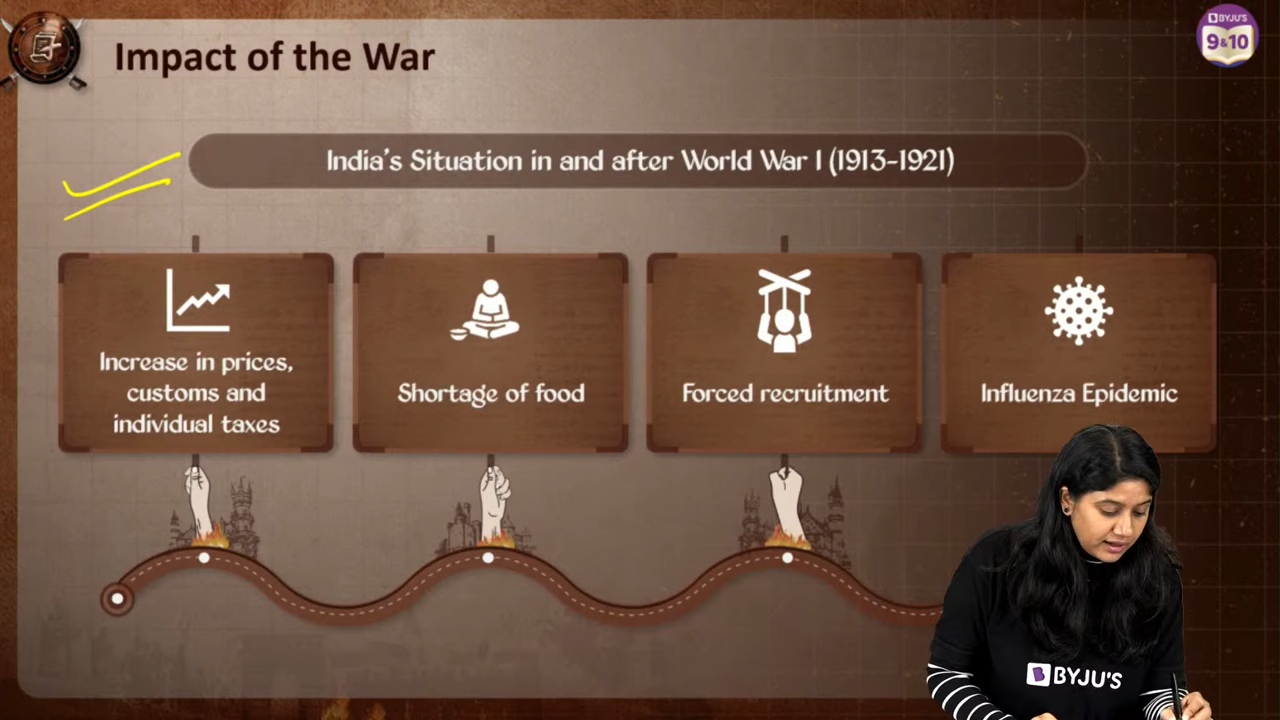 Impact of the War
BYJU'S
9&10
India's Situation in and after World War I (1913-1921)
Increase in prices,
customs and
individual taxes
Shortage of food
Forced recruitment
Influenza Epidemic
BYJU'S